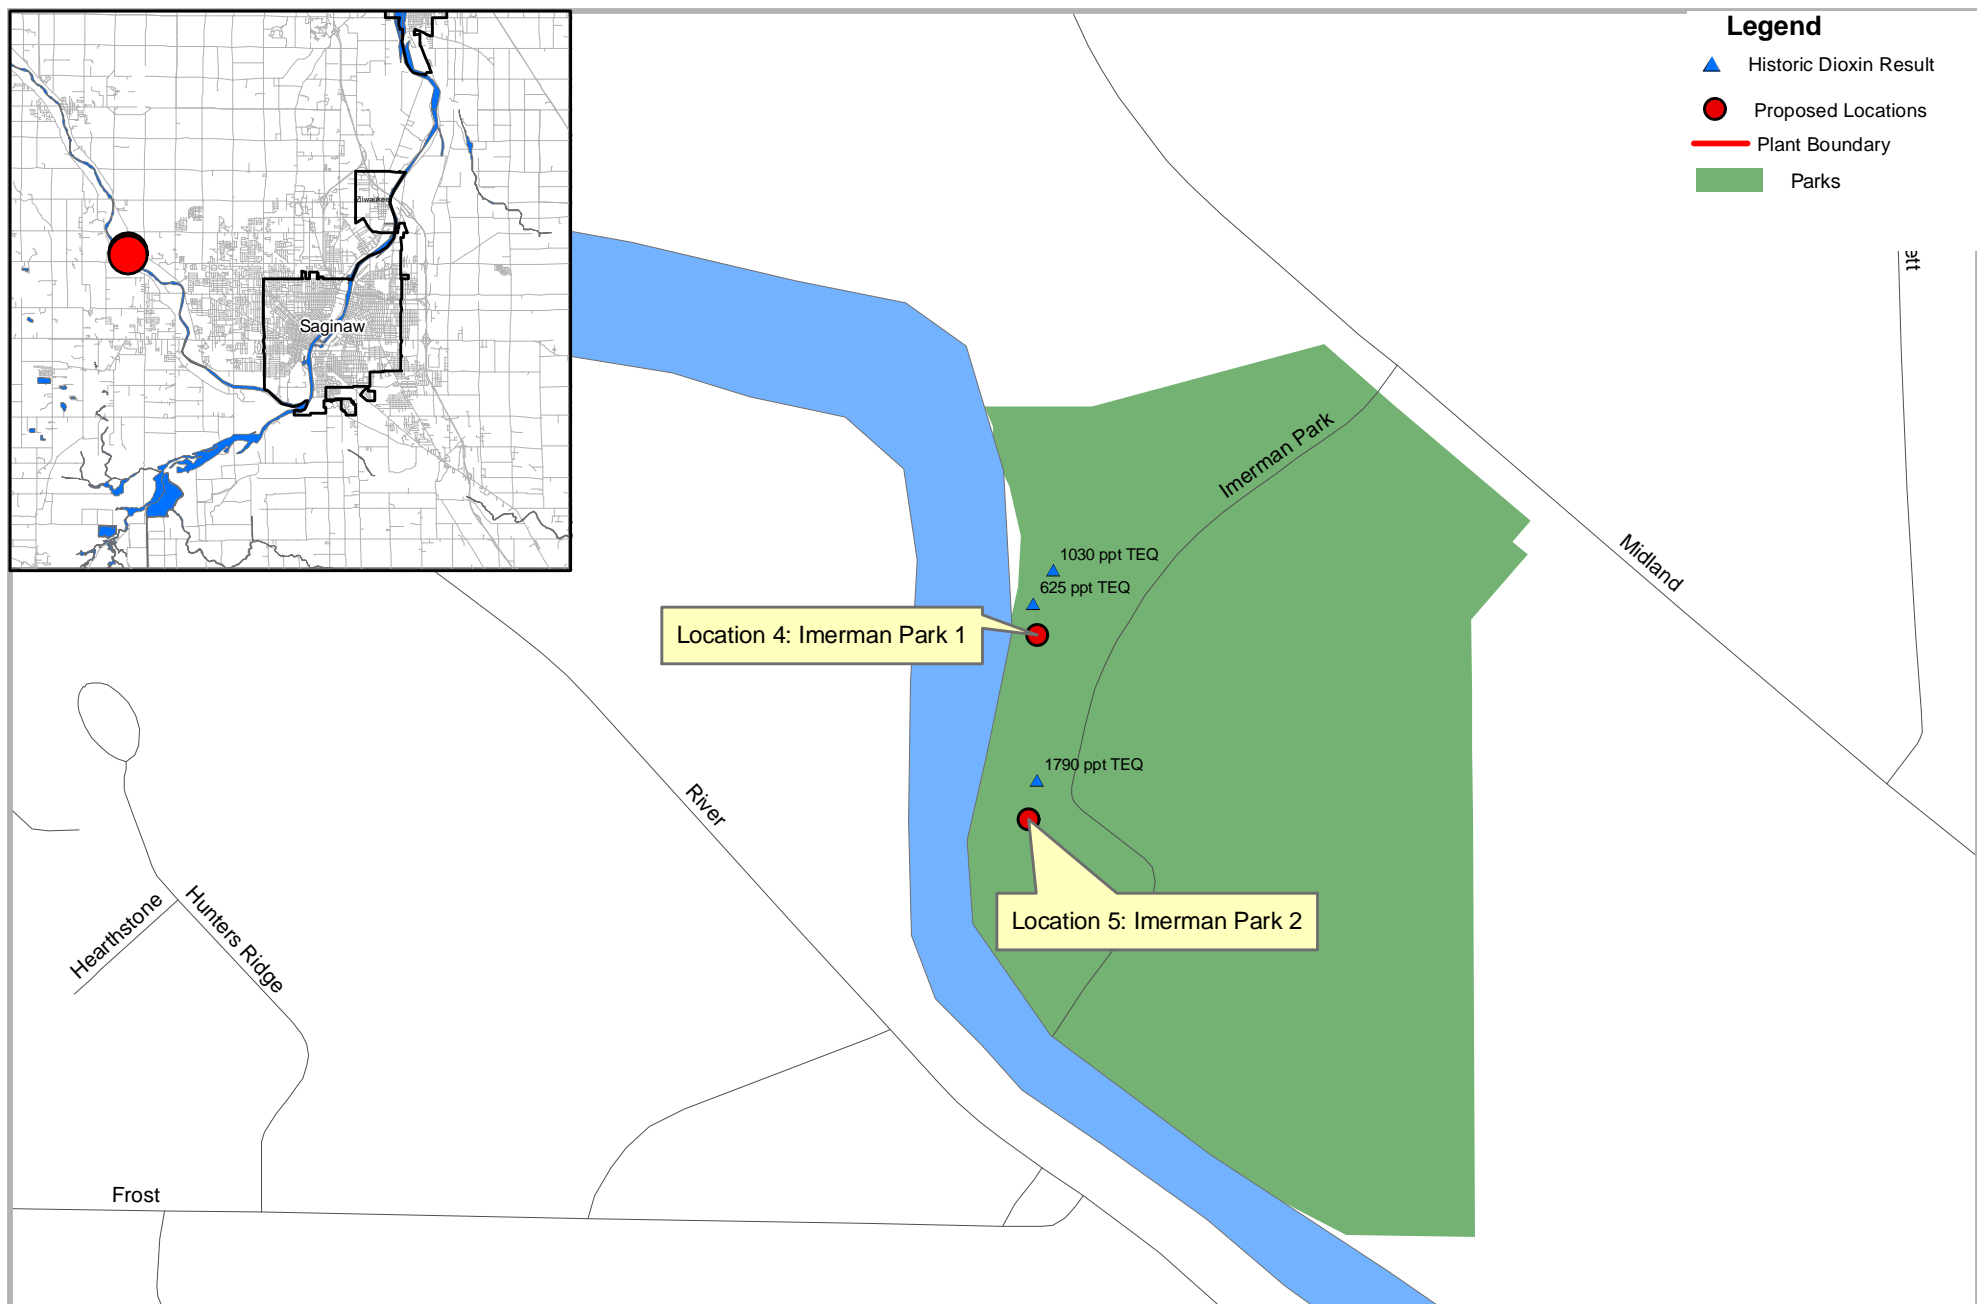 Legend
Historic Dioxin Result
Proposed Locations
Plant Boundary
Parks
Zilwaukee
Saginaw
Imerman Park
Midland
1030 ppt TEQ
625 ppt TEQ
Location 4: Imerman Park 1
1790 ppt TEQ
River
Location 5: Imerman Park 2
Hearthstone
Hunters Ridge
Frost